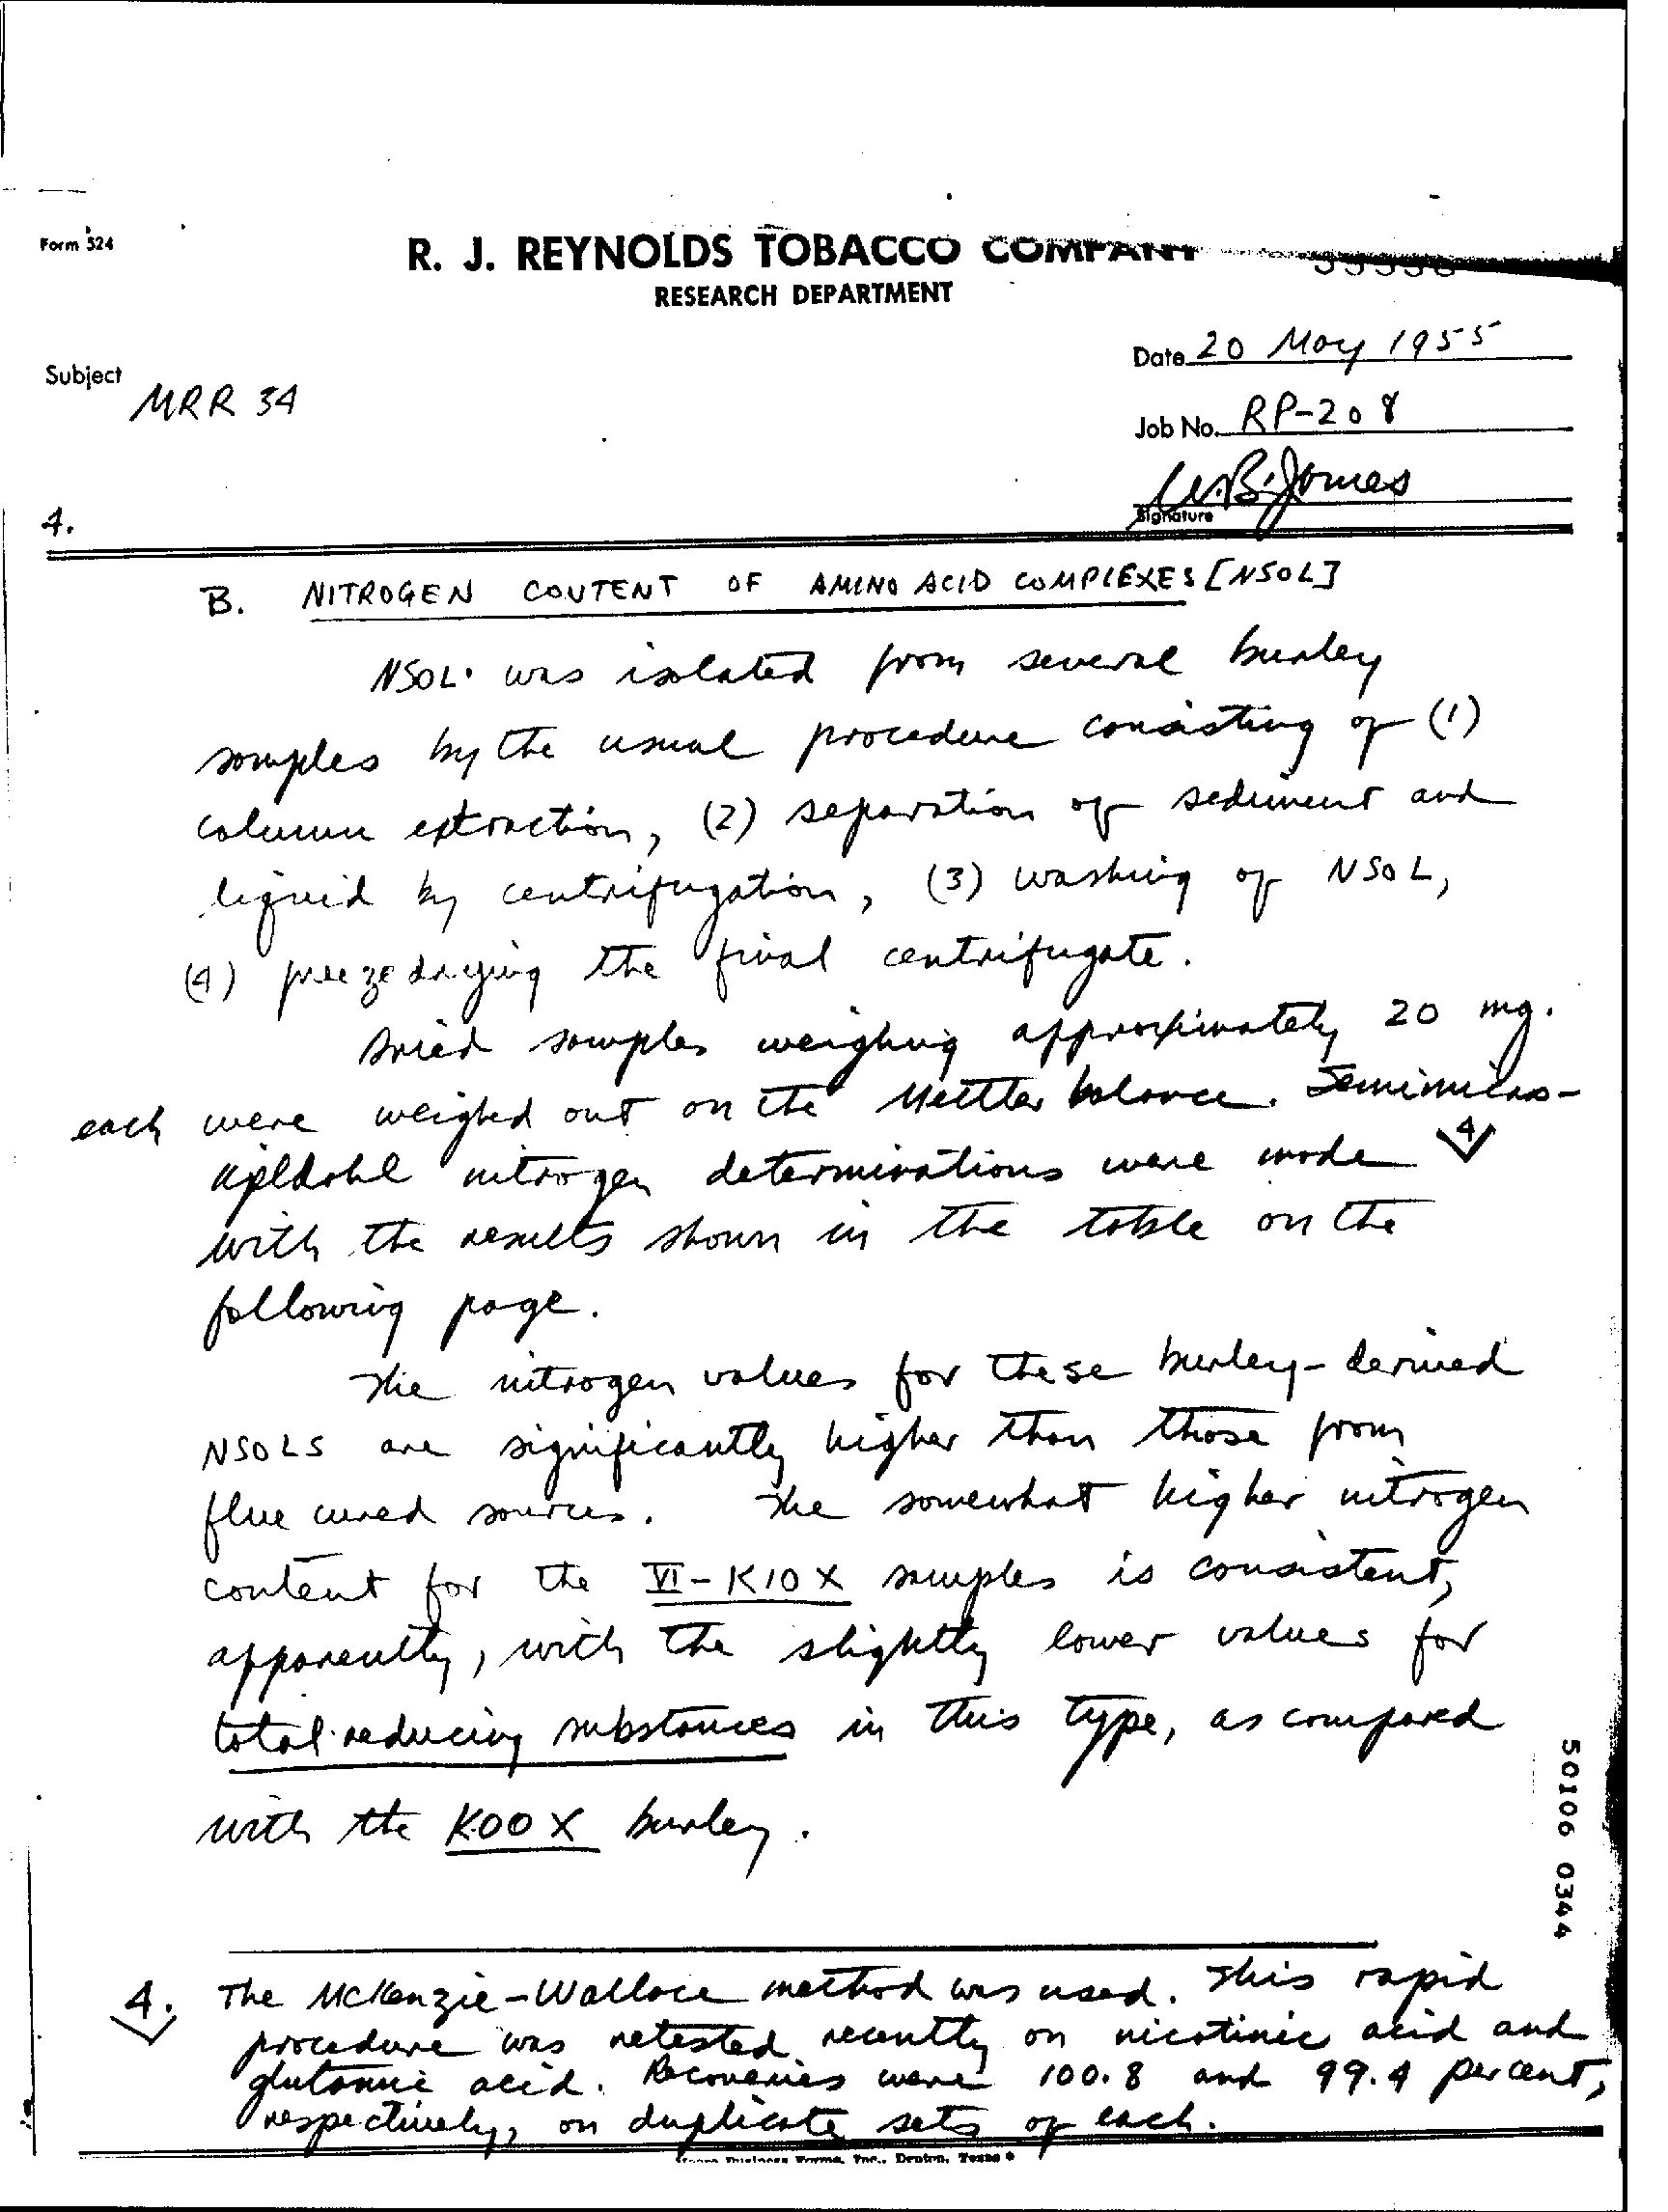 Form 524
R. J. REYNOLDS TOBACCO COMPANY
RESEARCH DEPARTMENT
Date 20 May 1955
Subject
MRR 34
Job No. RP-208
W.B. Jones
Signature
4.
B. NITROGEN CONTENT OF AMINO ACID COMPLEXES [NSOL]
NSOL was isolated from several burley
samples by the usual procedure consisting of (1)
column extraction, (2) separation of sediment and
liquid by centrifugation, (3) washing of NSOL,
(4) freeze drying the final centrifugate.
Dried samples weighing approximately 20 mg.
each were weighed out on the Mettler balance. Semimicro-
kjeldahl nitrogen determinations were made 4
with the results shown in the table on the
following page.
The nitrogen values for these burley-derived
NSOLS are significantly higher than those from
flue cured sources. The somewhat higher nitrogen
content for the VI-K10X samples is consistent,
apparently, with the slightly lower values for
total reducing substances in this type, as compared
with the KOOX burley.
50106 0344
4. The McKenzie-Wallace method was used. This rapid
procedure was retested recently on nicotinic acid and
glutamic acid. Recoveries were 100.8 and 99.4 percent,
respectively, on duplicate sets of each.
Business Forms, Inc., Denton, Texas